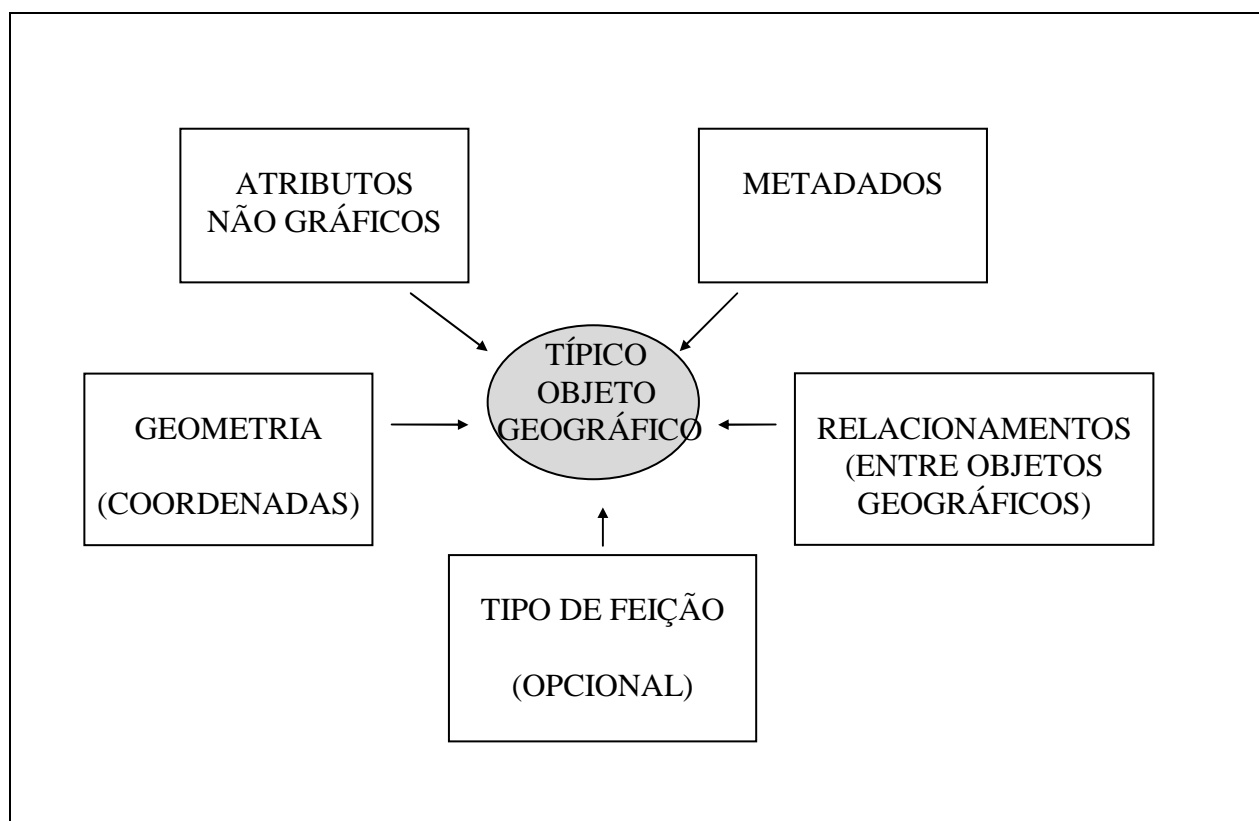 ATRIBUTOS
NÃO GRÁFICOS
METADADOS
TÍPICO
OBJETO
GEOGRÁFICO
GEOMETRIA
(COORDENADAS)
RELACIONAMENTOS
(ENTRE OBJETOS
GEOGRÁFICOS)
TIPO DE FEIÇÃO
(OPCIONAL)